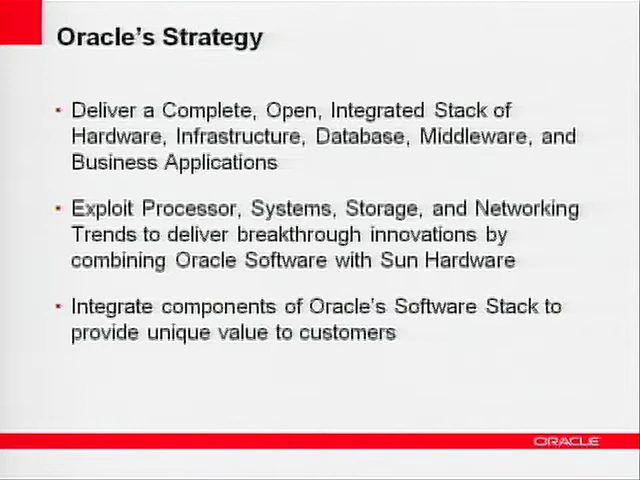 Oracle's Strategy
• Deliver a Complete, Open, Integrated Stack of
Hardware, Infrastructure, Database, Middleware, and
Business Applications
• Exploit Processor, Systems, Storage, and Networking
Trends to deliver breakthrough innovations by
combining Oracle Software with Sun Hardware
• Integrate components of Oracle's Software Stack to
provide unique value to customers
ORACLE